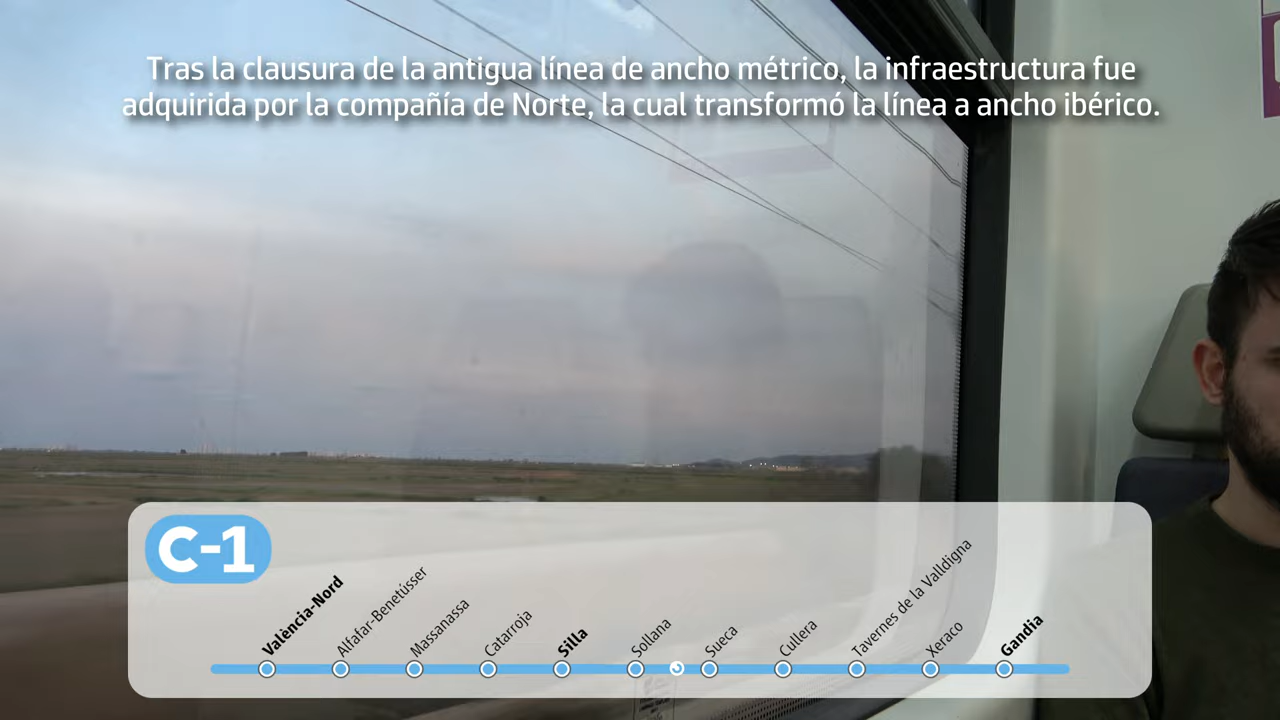 Tras la clausura de la antigua línea de ancho métrico, la infraestructura fue
adquirida por la compañía de Norte, la cual transformó la línea a ancho ibérico.
C-1
València-Nord
Alfafar-Benetússer
Massanassa
Catarroja
Silla
Sollana
Sueca
Cullera
Tavernes de la Valldigna
Xeraco
Gandia